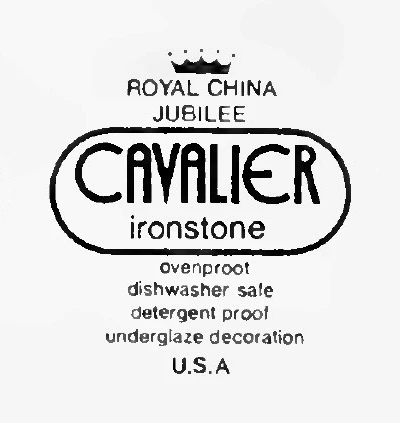 ROYAL CHINA
JUBILEE
CAVALIER
ironstone
ovenproof
dishwasher safe
detergent proof
underglaze decoration
U.S.A